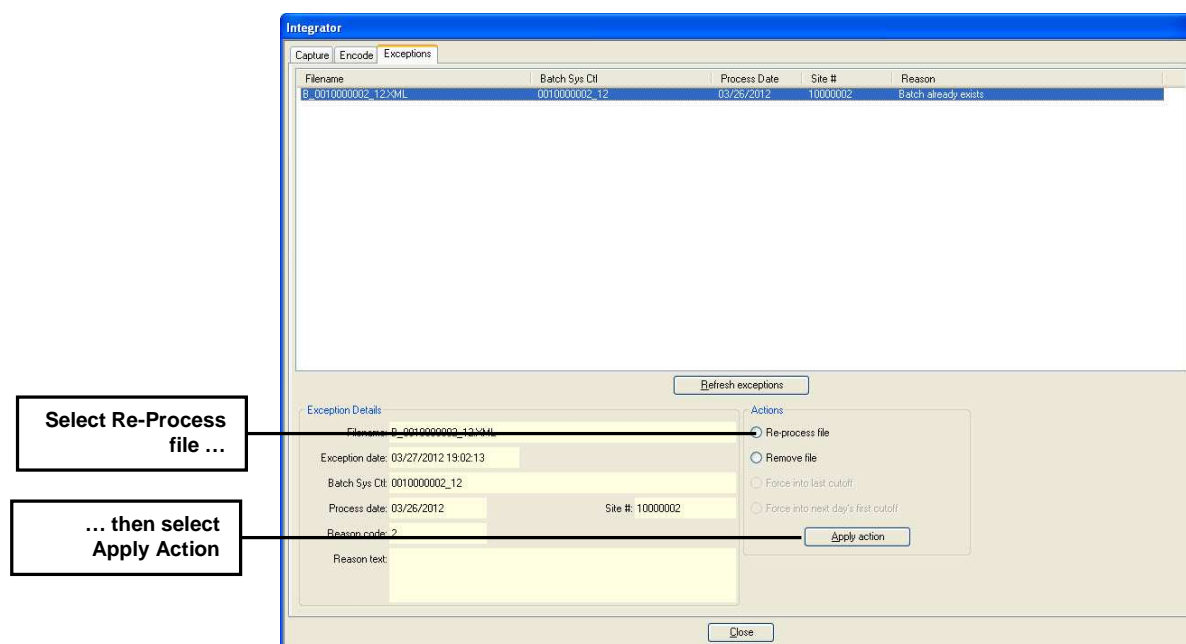 Integrator
Capture Encode Exceptions
Filename Batch Sys Ctl Process Date Site # Reason
B_0010000002_12.XML 0010000002_12 03/26/2012 10000002 Batch already exists
Refresh exceptions
Select Re-Process
file …
… then select
Apply Action
Exception Details
Filename: B_0010000002_12.XML
Exception date: 03/27/2012 19:02:13
Batch Sys Ctl: 0010000002_12
Process date: 03/26/2012 Site #: 10000002
Reason code: 2
Reason text:
Actions
Re-process file
Remove file
Force into last cutoff
Force into next day's first cutoff
Apply action
Close